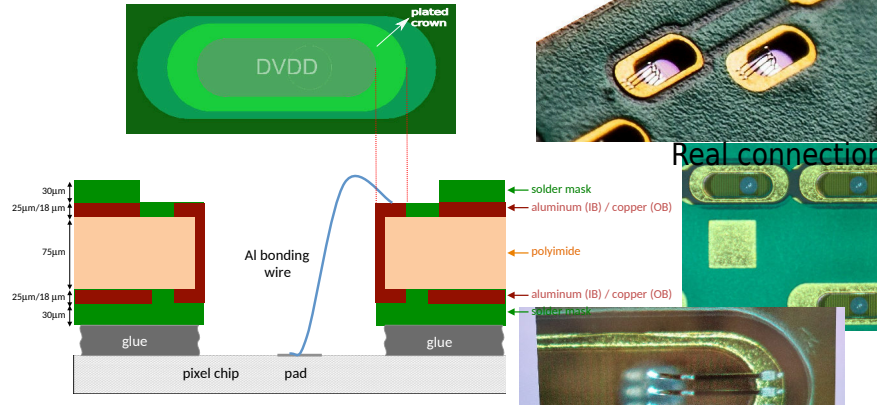 plated
crown
DVDD
Real connection
30µm
solder mask
25µm/18 µm
aluminum (IB) / copper (OB)
75µm
Al bonding
wire
polyimide
25µm/18 µm
aluminum (IB) / copper (OB)
30µm
solder mask
glue
glue
pixel chip
pad